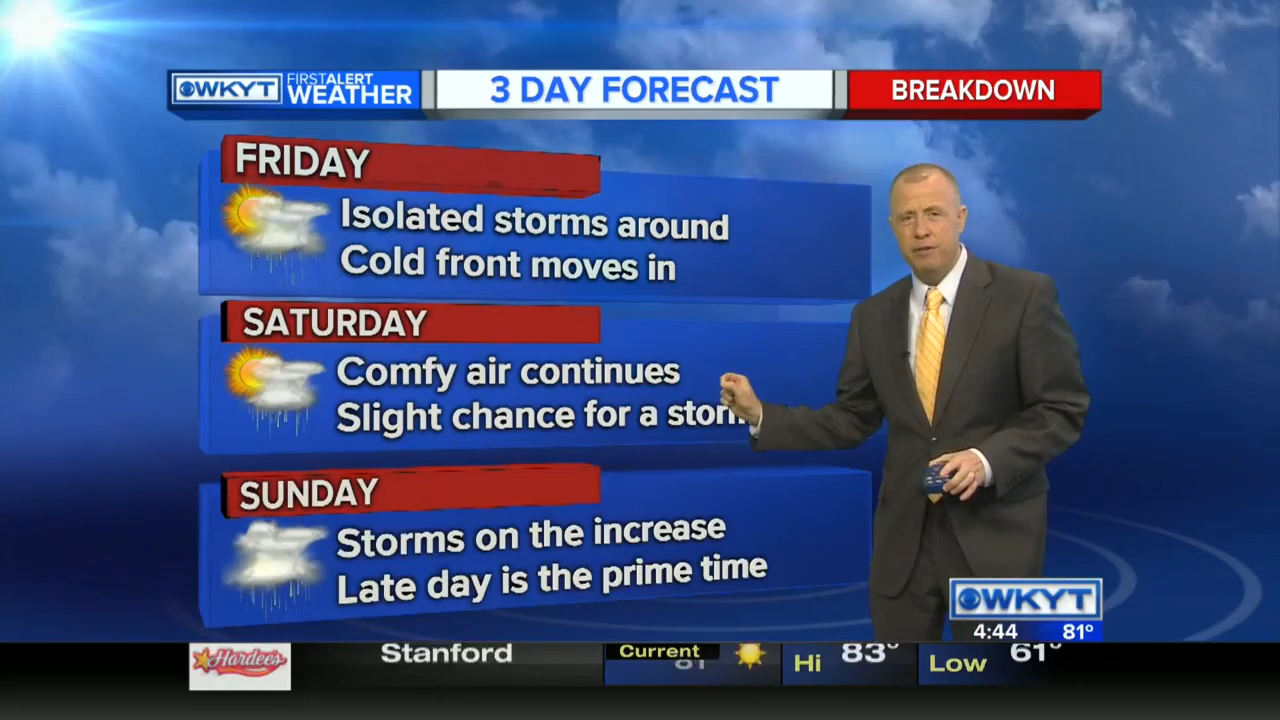 WKYT
FIRST ALERT
WEATHER
3 DAY FORECAST
BREAKDOWN
FRIDAY
Isolated storms around
Cold front moves in
SATURDAY
Comfy air continues
Slight chance for a
SUNDAY
Storms on the increase
Late day is the prime time
WKYT
4:44 81°
Hardee's
Stanford
Current
81°
Hi 83°
Low 61°